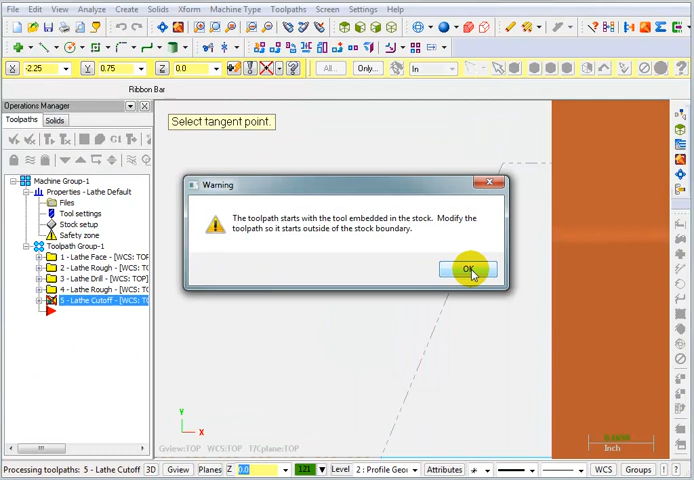 File Edit View Analyze Create Solids Xform Machine Type Toolpaths Screen Settings Help
X -2.25 Y 0.75 Z 0.0 All... Only... In
Ribbon Bar
Operations Manager
Toolpaths Solids
G1
Machine Group-1
Properties - Lathe Default
Files
Tool settings
Stock setup
Safety zone
Toolpath Group-1
1 - Lathe Face - [WCS: TOP]
2 - Lathe Rough - [WCS: TO
3 - Lathe Drill - [WCS: TOP]
4 - Lathe Rough - [WCS: TO
5 - Lathe Cutoff - [WCS: TO
Select tangent point.
Warning
The toolpath starts with the tool embedded in the stock. Modify the
toolpath so it starts outside of the stock boundary.
OK
Y
X
Gview:TOP WCS:TOP T/Cplane:TOP
Inch
Processing toolpaths: 5 - Lathe Cutoff 3D Gview Planes Z 0.0 121 Level 2 : Profile Geo Attributes WCS Groups ! ?